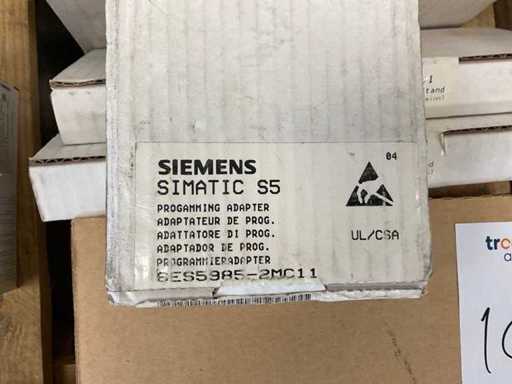 04
SIEMENS
SIMATIC S5
PROGAMMING ADAPTER
ADAPTATEUR DE PROG.
ADATTATORE DI PROG.
ADAPTADOR DE PROG.
PROGRAMMIERADAPTER
6ES5985-2MC11
UL/CSA
tand